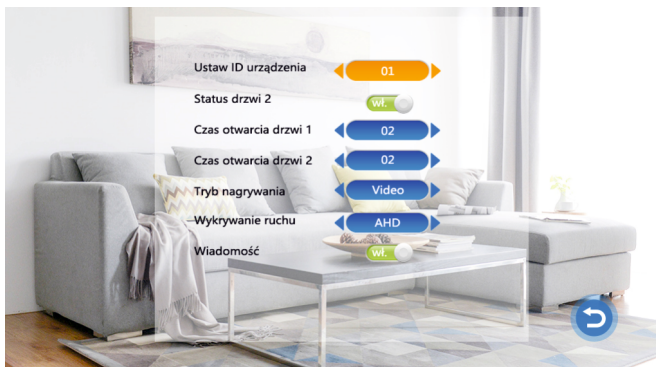 Ustaw ID urządzenia 01
Status drzwi 2 wł.
Czas otwarcia drzwi 1 02
Czas otwarcia drzwi 2 02
Tryb nagrywania Video
Wykrywanie ruchu AHD
Wiadomość wł.